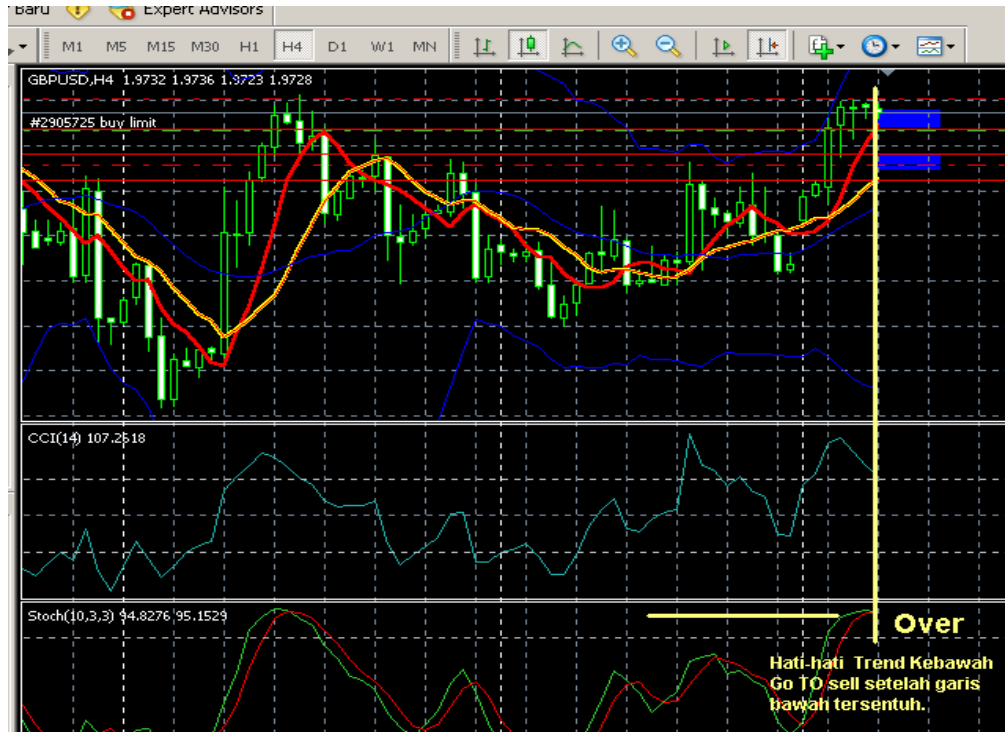 Baru Expert Advisors
M1 M5 M15 M30 H1 H4 D1 W1 MN
GBPUSD,H4 1.9732 1.9736 1.9723 1.9728
#2905725 buy limit
CCI(14) 107.2518
Stoch(10,3,3) 94.8276 95.1529
Over
Hati-hati Trend Kebawah
Go TO sell setelah garis
bawah tersentuh.